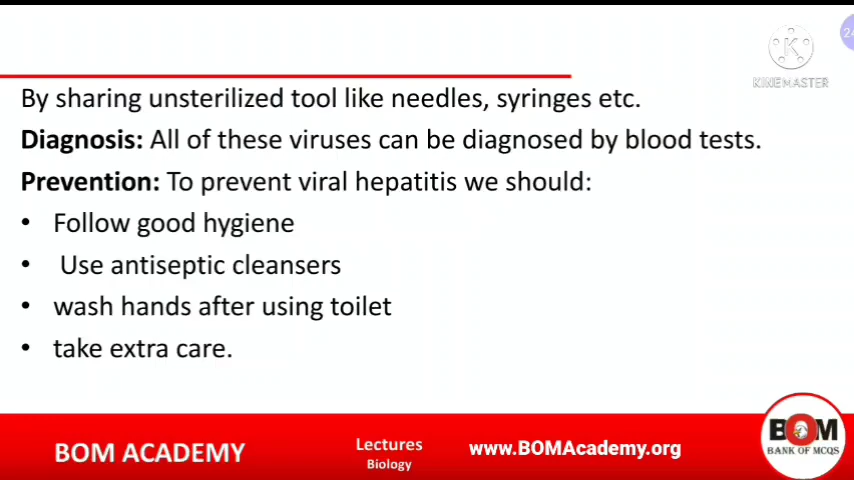 24
K
KINEMASTER
By sharing unsterilized tool like needles, syringes etc.
Diagnosis: All of these viruses can be diagnosed by blood tests.
Prevention: To prevent viral hepatitis we should:
• Follow good hygiene
• Use antiseptic cleansers
• wash hands after using toilet
• take extra care.
BOM ACADEMY
Lectures
Biology
www.BOMAcademy.org
BOM
BANK OF MCQS